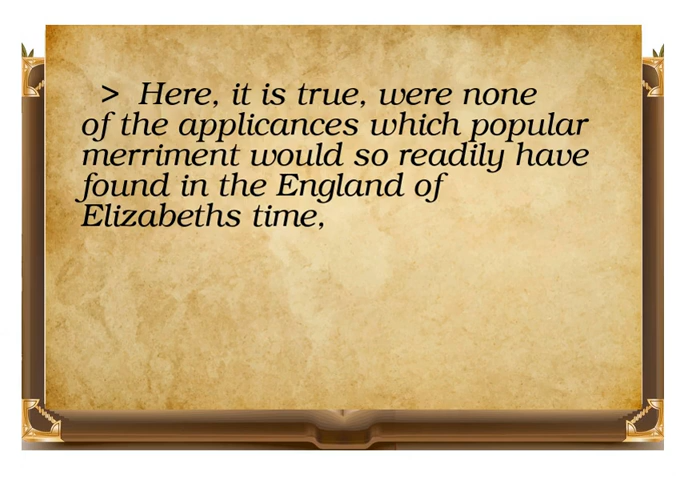 > Here, it is true, were none
of the applicances which popular
merriment would so readily have
found in the England of
Elizabeths time,